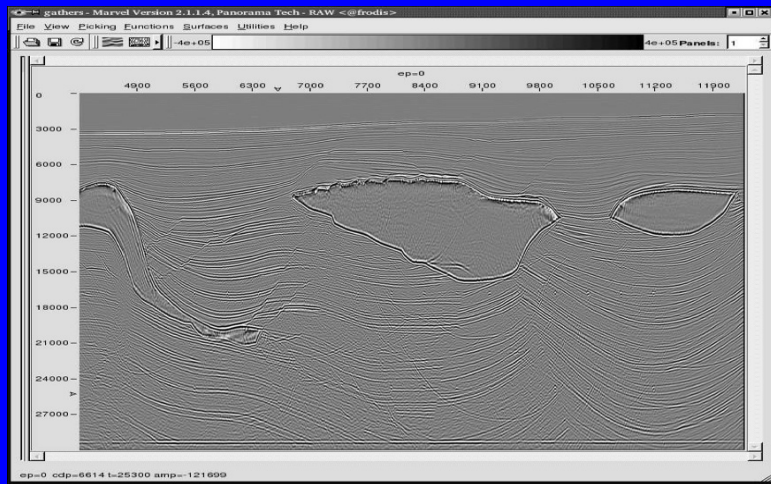 gathers - Marvel Version 2.1.1.4, Panorama Tech - RAW <@frodis>
File View Picking Functions Surfaces Utilities Help
-4e+05 4e+05 Panels: 1
ep=0
4900 5600 6300 7000 7700 8400 9100 9800 10500 11200 11900
0
3000
6000
9000
12000
15000
18000
21000
24000
27000
ep=0 cdp=6614 t=25300 amp=-121699